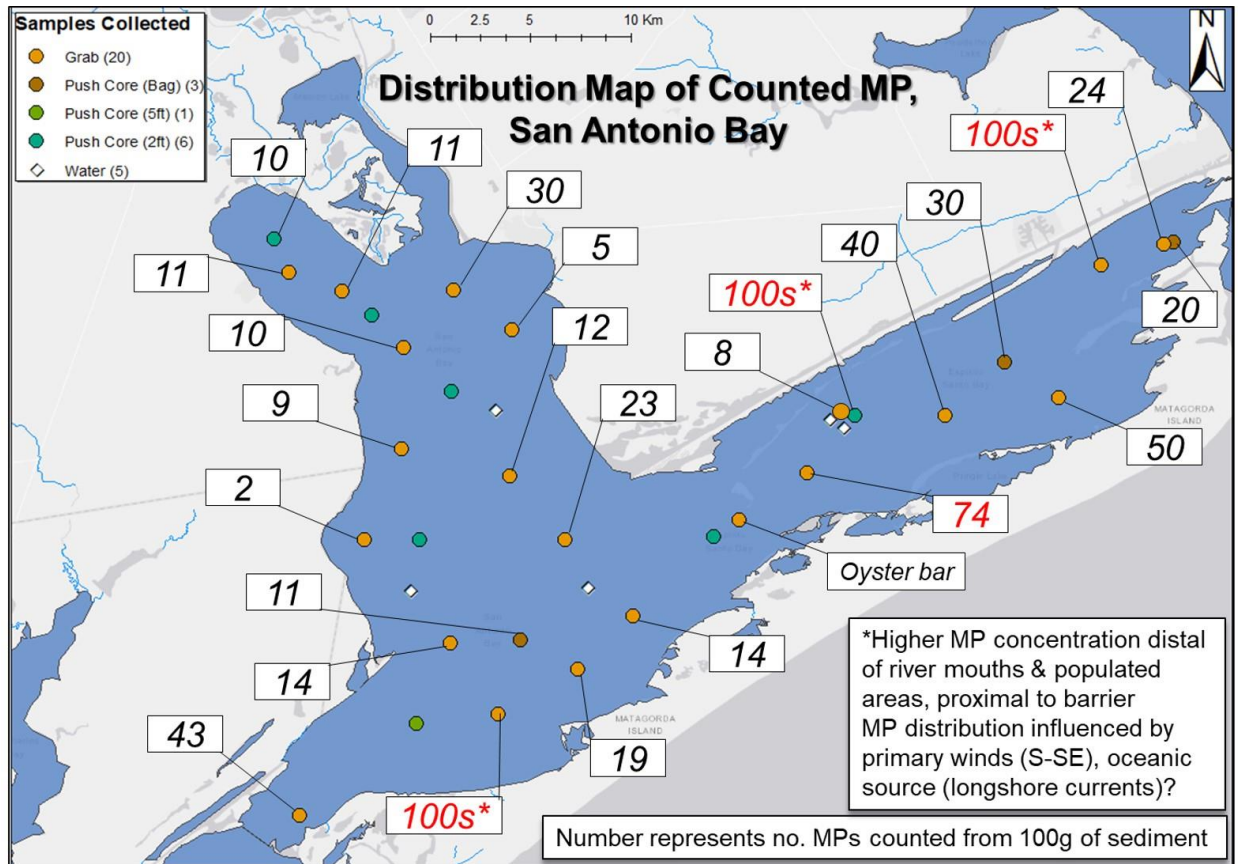 Samples Collected
Grab (20)
Push Core (Bag) (3)
Push Core (5ft) (1)
Push Core (2ft) (6)
Water (5)
0 2.5 5 10 Km
N
Distribution Map of Counted MP,
San Antonio Bay
24
100s*
10
11
30
30
5
40
11
100s*
20
10
12
8
9
23
MATAGORDA
ISLAND
50
2
74
Oyster bar
11
14
14
*Higher MP concentration distal
of river mouths & populated
areas, proximal to barrier
MP distribution influenced by
primary winds (S-SE), oceanic
source (longshore currents)?
43
MATAGORDA
ISLAND
19
100s*
Number represents no. MPs counted from 100g of sediment